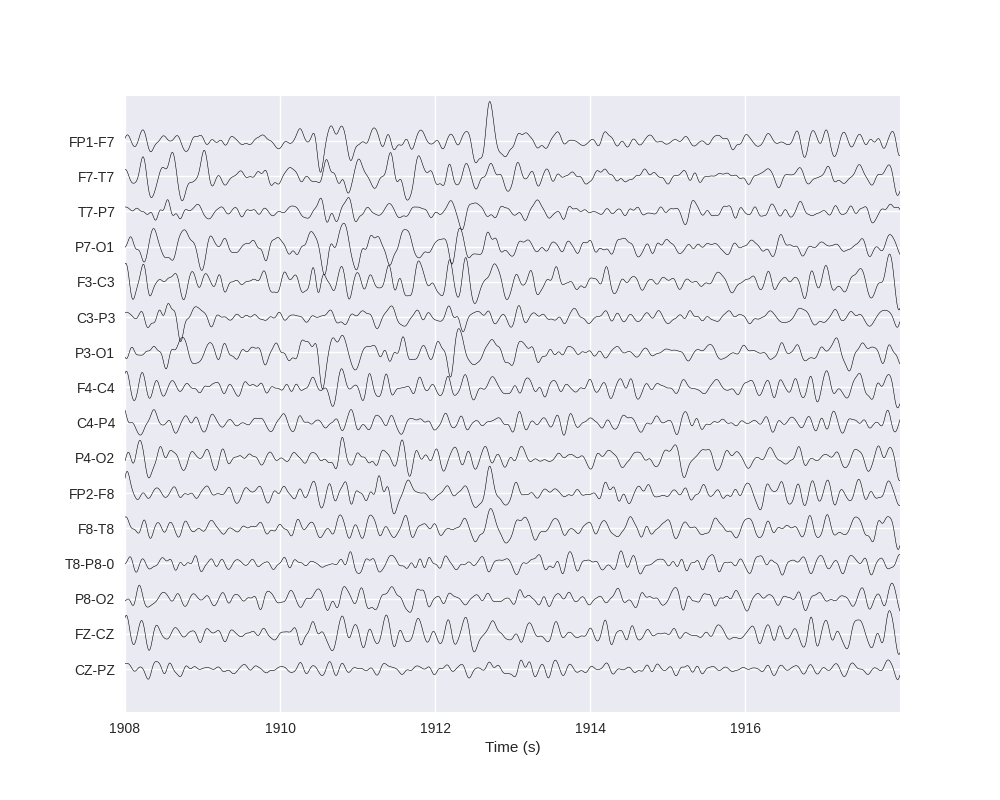 FP1-F7
F7-T7
T7-P7
P7-O1
F3-C3
C3-P3
P3-O1
F4-C4
C4-P4
P4-O2
FP2-F8
F8-T8
T8-P8-0
P8-O2
FZ-CZ
CZ-PZ
1908 1910 1912 1914 1916
Time (s)